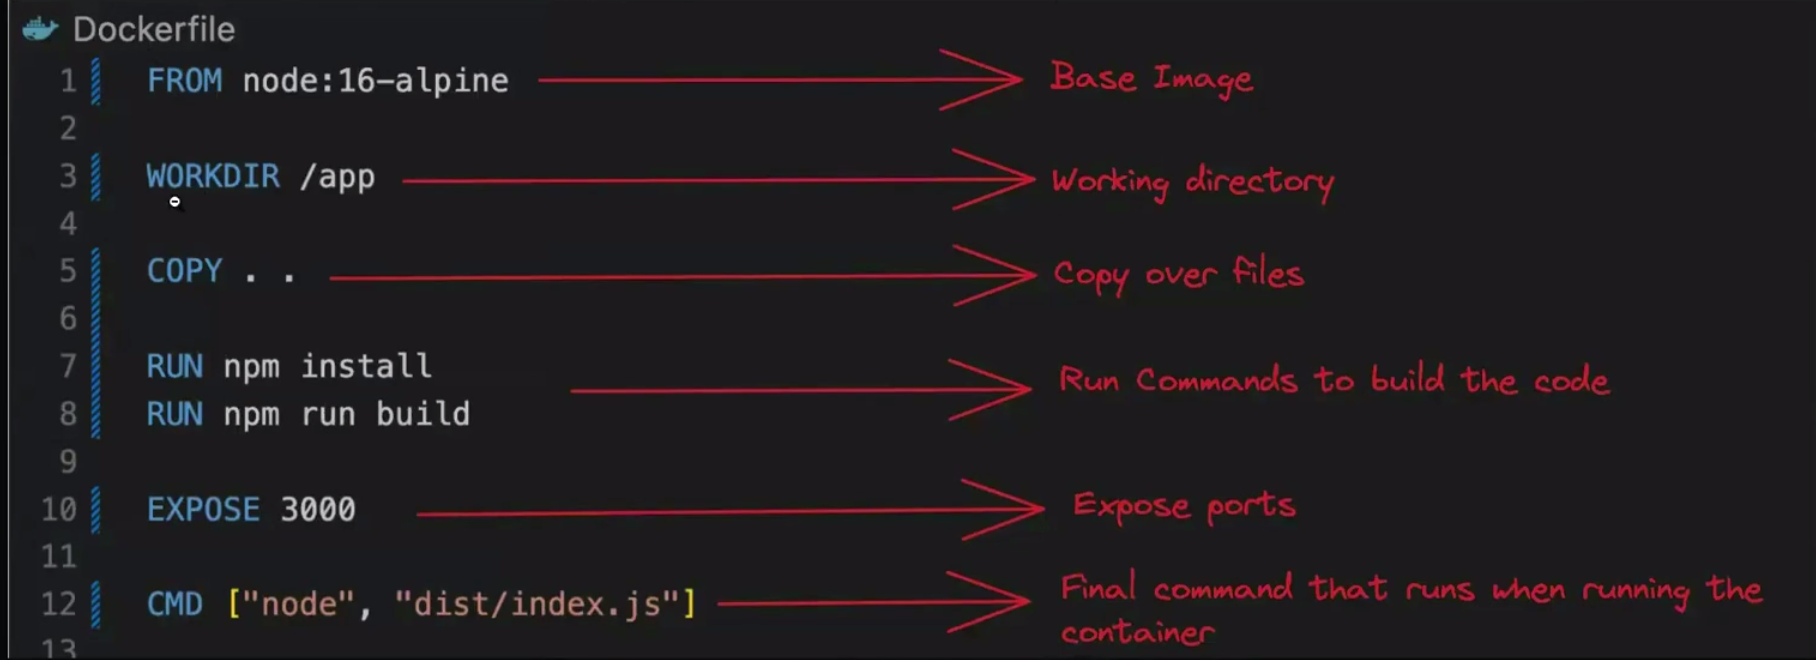 Dockerfile
1 FROM node:16-alpine Base Image
2
3 WORKDIR /app Working directory
4
5 COPY . . Copy over files
6
7 RUN npm install
Run Commands to build the code
8 RUN npm run build
9
10 EXPOSE 3000 Expose ports
11
12 CMD ["node", "dist/index.js"] Final command that runs when running the
container
13